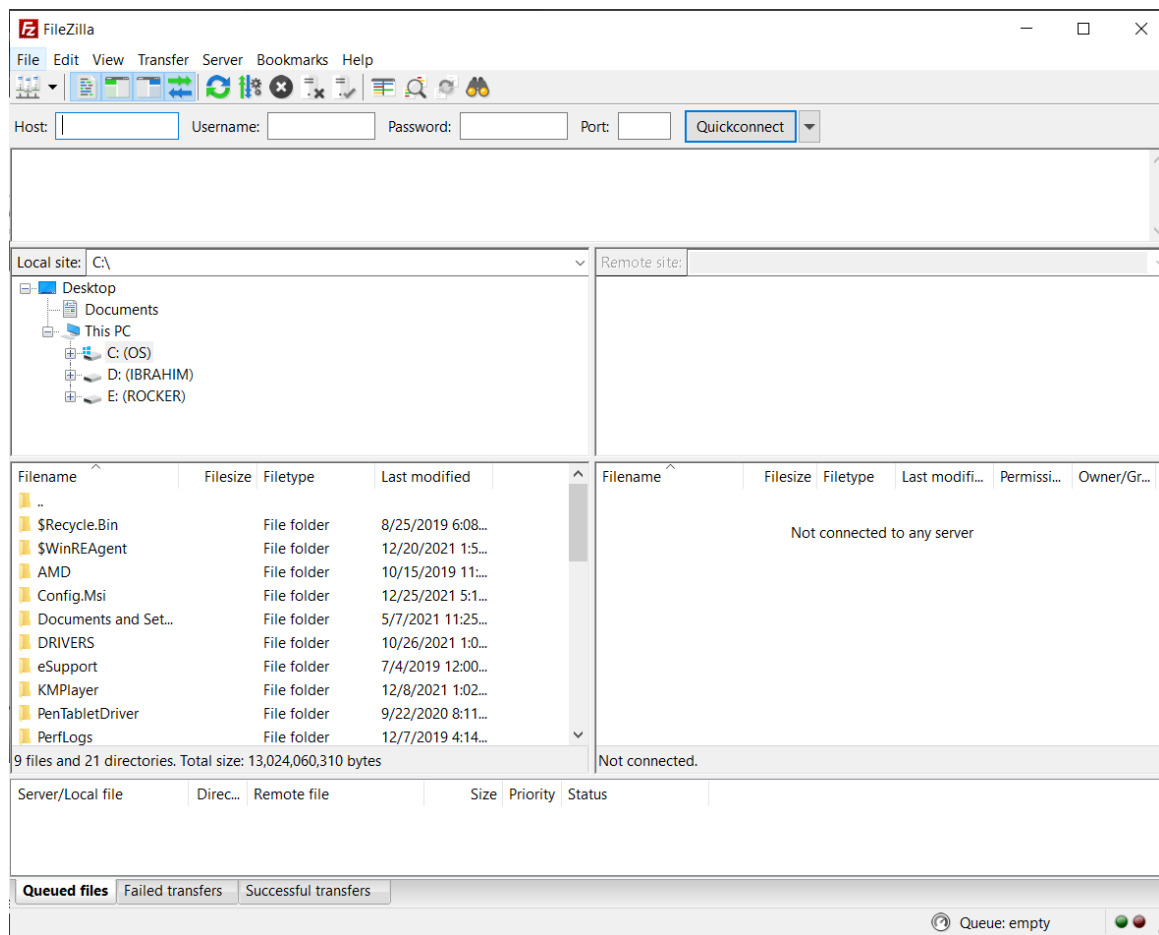 FileZilla
File Edit View Transfer Server Bookmarks Help
Host: Username: Password: Port: Quickconnect
Local site: C:\
Desktop
Documents
This PC
C: (OS)
D: (IBRAHIM)
E: (ROCKER)
Remote site:
Filename Filesize Filetype Last modified
..
$Recycle.Bin File folder 8/25/2019 6:08...
$WinREAgent File folder 12/20/2021 1:5...
AMD File folder 10/15/2019 11:...
Config.Msi File folder 12/25/2021 5:1...
Documents and Set... File folder 5/7/2021 11:25...
DRIVERS File folder 10/26/2021 1:0...
eSupport File folder 7/4/2019 12:00...
KMPlayer File folder 12/8/2021 1:02...
PenTabletDriver File folder 9/22/2020 8:11...
PerfLogs File folder 12/7/2019 4:14...
9 files and 21 directories. Total size: 13,024,060,310 bytes
Filename Filesize Filetype Last modifi... Permissi... Owner/Gr...
Not connected to any server
Not connected.
Server/Local file Direc... Remote file Size Priority Status
Queued files Failed transfers Successful transfers
Queue: empty